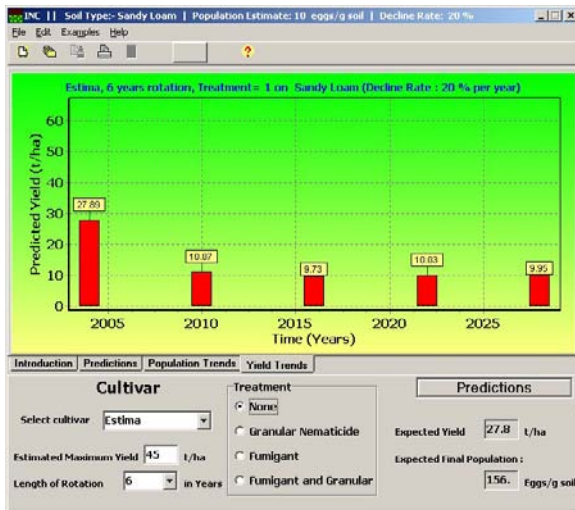 INC || Soil Type:- Sandy Loam | Population Estimate: 10 eggs/g soil | Decline Rate: 20 %
File Edit Examples Help
Estima, 6 years rotation, Treatment= 1 on Sandy Loam (Decline Rate : 20 % per year)
Predicted Yield (t/ha)
60
50
40
30
20
10
0
27.89
10.87
9.73
10.03
9.95
2005 2010 2015 2020 2025
Time (Years)
Introduction Predictions Population Trends Yield Trends
Cultivar
Select cultivar Estima
Estimated Maximum Yield 45 t/ha
Length of Rotation 6 in Years
Treatment
None
Granular Nematicide
Fumigant
Fumigant and Granular
Predictions
Expected Yield 27.8 t/ha
Expected Final Population :
156. Eggs/g soil